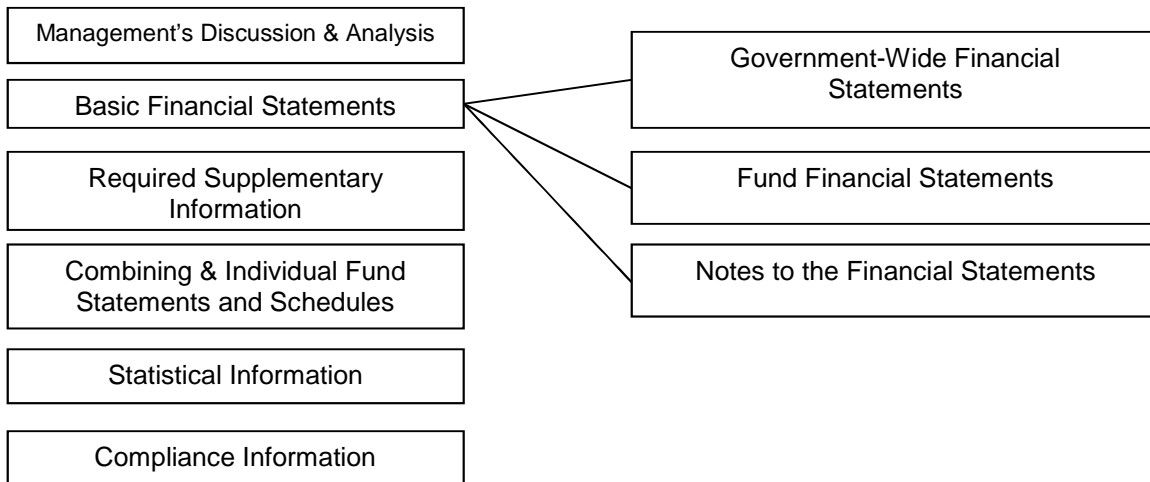 Management’s Discussion & Analysis
Basic Financial Statements
Required Supplementary
Information
Combining & Individual Fund
Statements and Schedules
Statistical Information
Compliance Information
Government-Wide Financial
Statements
Fund Financial Statements
Notes to the Financial Statements